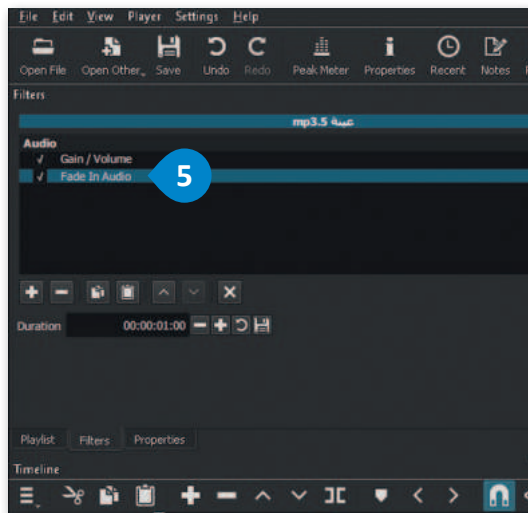 File Edit View Player Settings Help
Open File Open Other Save Undo Redo Peak Meter Properties Recent Notes
Filters
عينة mp3.5
Audio
√ Gain / Volume
√ Fade In Audio 5
Duration 00:00:01:00
Playlist Filters Properties
Timeline